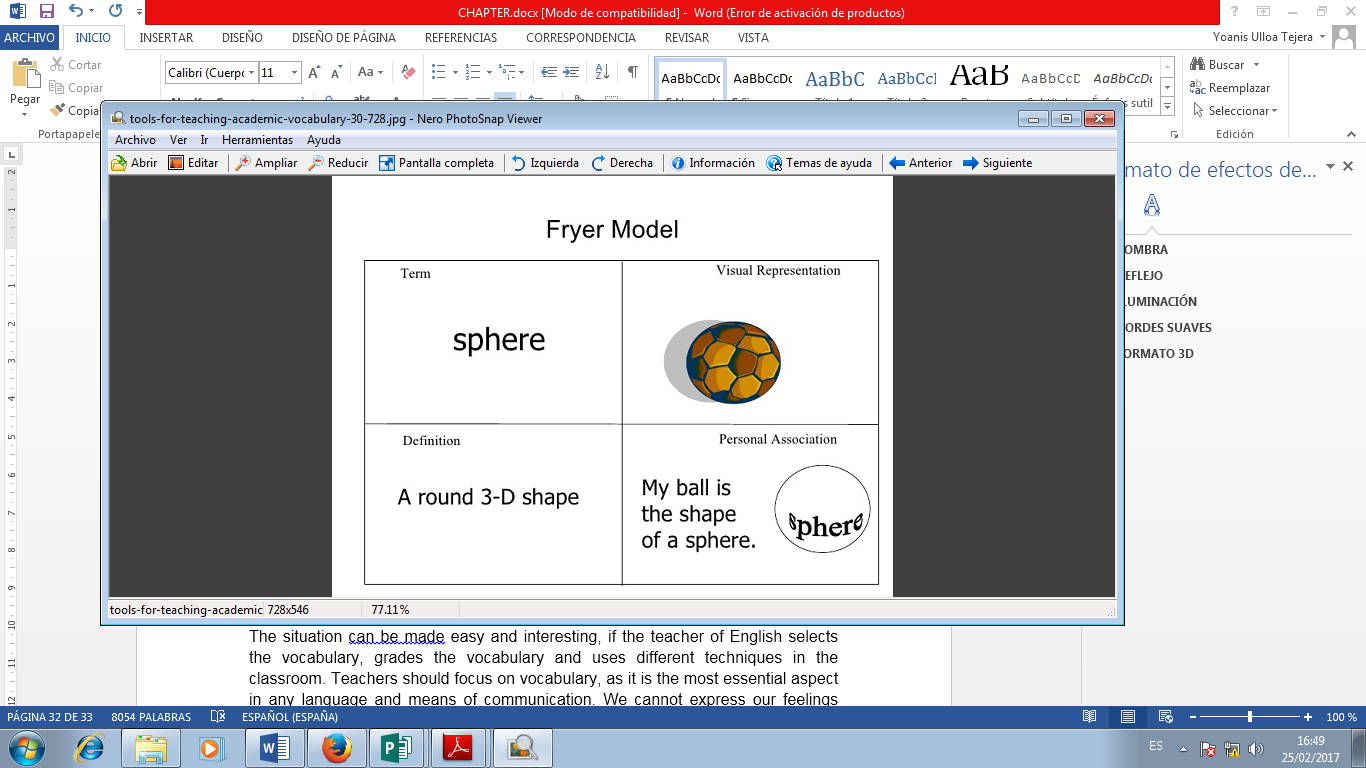 CHAPTER.docx [Modo de compatibilidad] - Word (Error de activación de productos)
ARCHIVO INICIO INSERTAR DISEÑO DISEÑO DE PÁGINA REFERENCIAS CORRESPONDENCIA REVISAR VISTA
Yoanis Ulloa Tejera
Cortar
Copiar
Copia
Pegar
Portapapele
Calibri (Cuerpo 11
AaBbCcDc AaBbCcDc AaBbC AaBbCcI AaB AaBbCcD AaBbCcDc
Buscar
Reemplazar
Seleccionar
Edición
tools-for-teaching-academic-vocabulary-30-728.jpg - Nero PhotoSnap Viewer
Archivo Ver Ir Herramientas Ayuda
Abrir Editar Ampliar Reducir Pantalla completa Izquierda Derecha Información Temas de ayuda Anterior Siguiente
Fryer Model
Term
sphere
Visual Representation
Definition
A round 3-D shape
Personal Association
My ball is
the shape
of a sphere.
sphere
tools-for-teaching-academic 728x546 77.11%
mato de efectos de...
OMBRA
EFLEJO
LUMINACIÓN
ORDES SUAVES
ORMATO 3D
The situation can be made easy and interesting, if the teacher of English selects
the vocabulary, grades the vocabulary and uses different techniques in the
classroom. Teachers should focus on vocabulary, as it is the most essential aspect
in any language and means of communication. We cannot express our feelings
PÁGINA 32 DE 33 8054 PALABRAS ESPAÑOL (ESPAÑA) 100 %
ES
16:49
25/02/2017